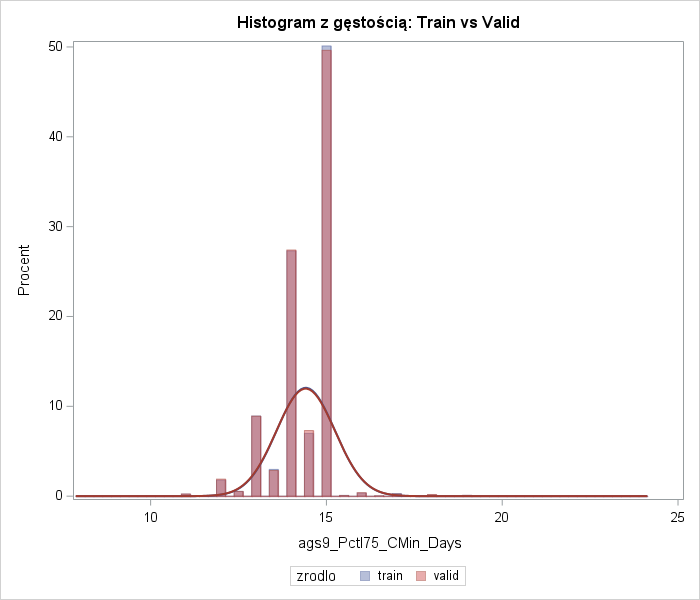 Histogram z gęstością: Train vs Valid
50
40
30
20
10
0
Procent
10
15
20
25
ags9_Pctl75_CMin_Days
zrodlo train valid